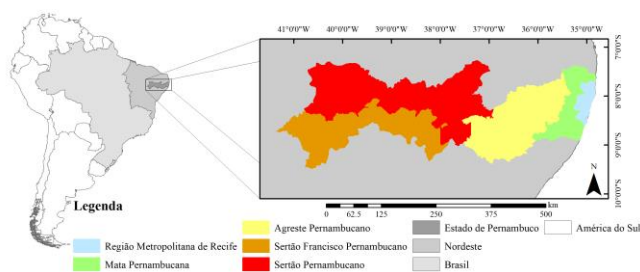 41°0'0"W 40°0'0"W 39°0'0"W 38°0'0"W 37°0'0"W 36°0'0"W 35°0'0"W
7°0'0"S
8°0'0"S
9°0'0"S
10°0'0"S
N
km
0 62.5 125 250 375 500
Legenda
Agreste Pernambucano
Estado de Pernambuco
América do Sul
Região Metropolitana de Recife
Sertão Francisco Pernambucano
Nordeste
Mata Pernambucana
Sertão Pernambucano
Brasil